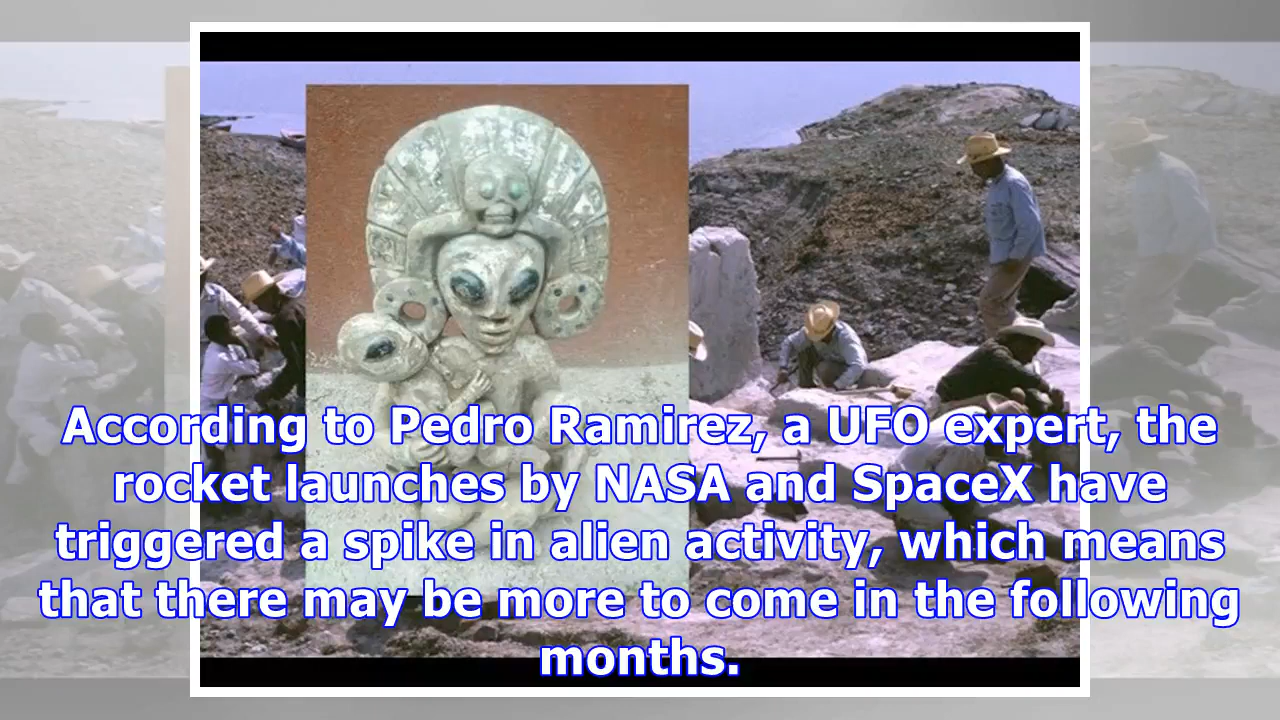 According to Pedro Ramirez, a UFO expert, the
rocket launches by NASA and SpaceX have
triggered a spike in alien activity, which means
that there may be more to come in the following
months.